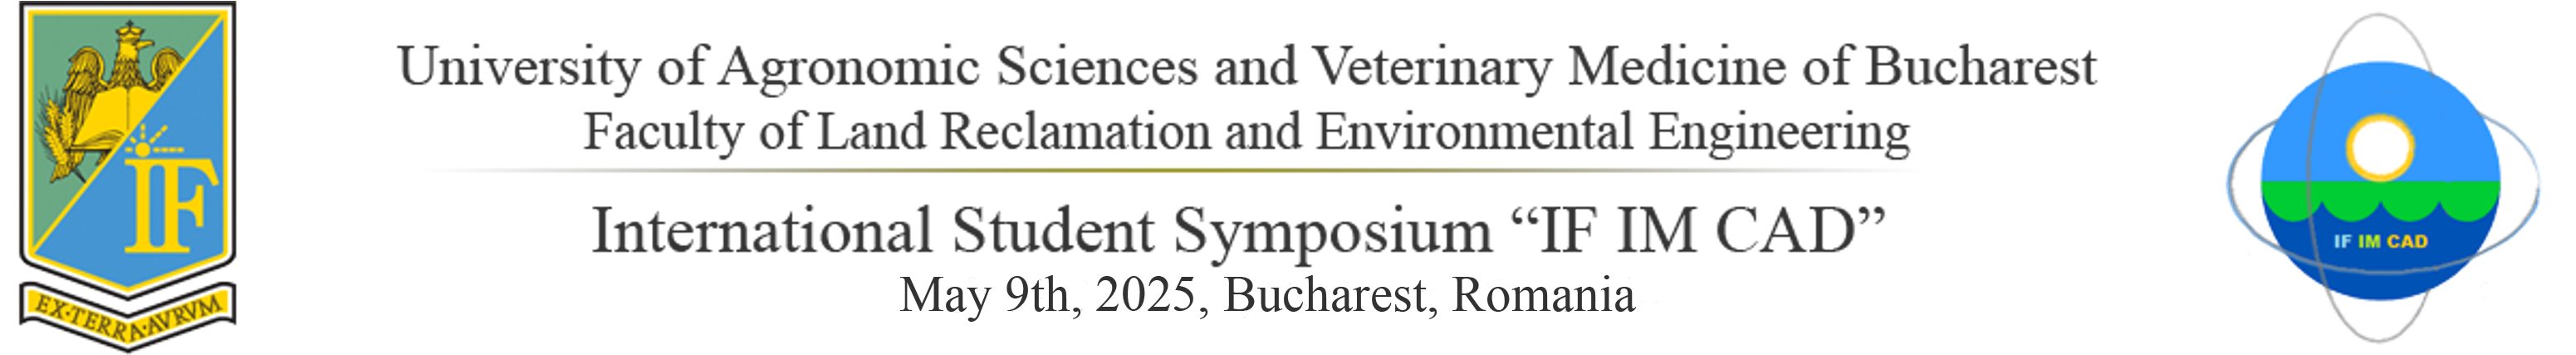 University of Agronomic Sciences and Veterinary Medicine of Bucharest
Faculty of Land Reclamation and Environmental Engineering
International Student Symposium “IF IM CAD”
May 9th, 2025, Bucharest, Romania
IF
EX·TERRA·AVRVM
IF IM CAD